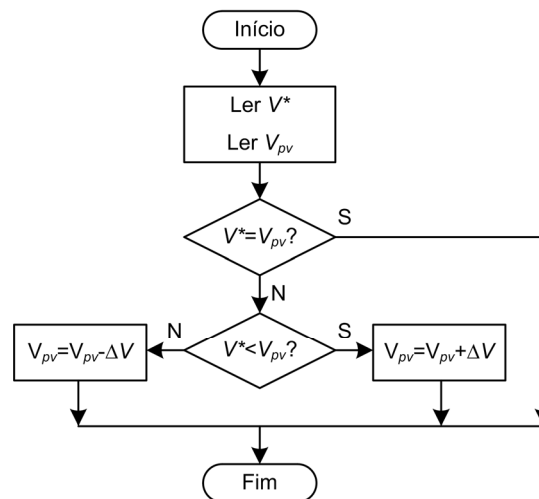 Início
Ler V*
Ler Vpv
V*=Vpv?
S
N
N
V*<Vpv?
S
Vpv=Vpv-ΔV
Vpv=Vpv+ΔV
Fim